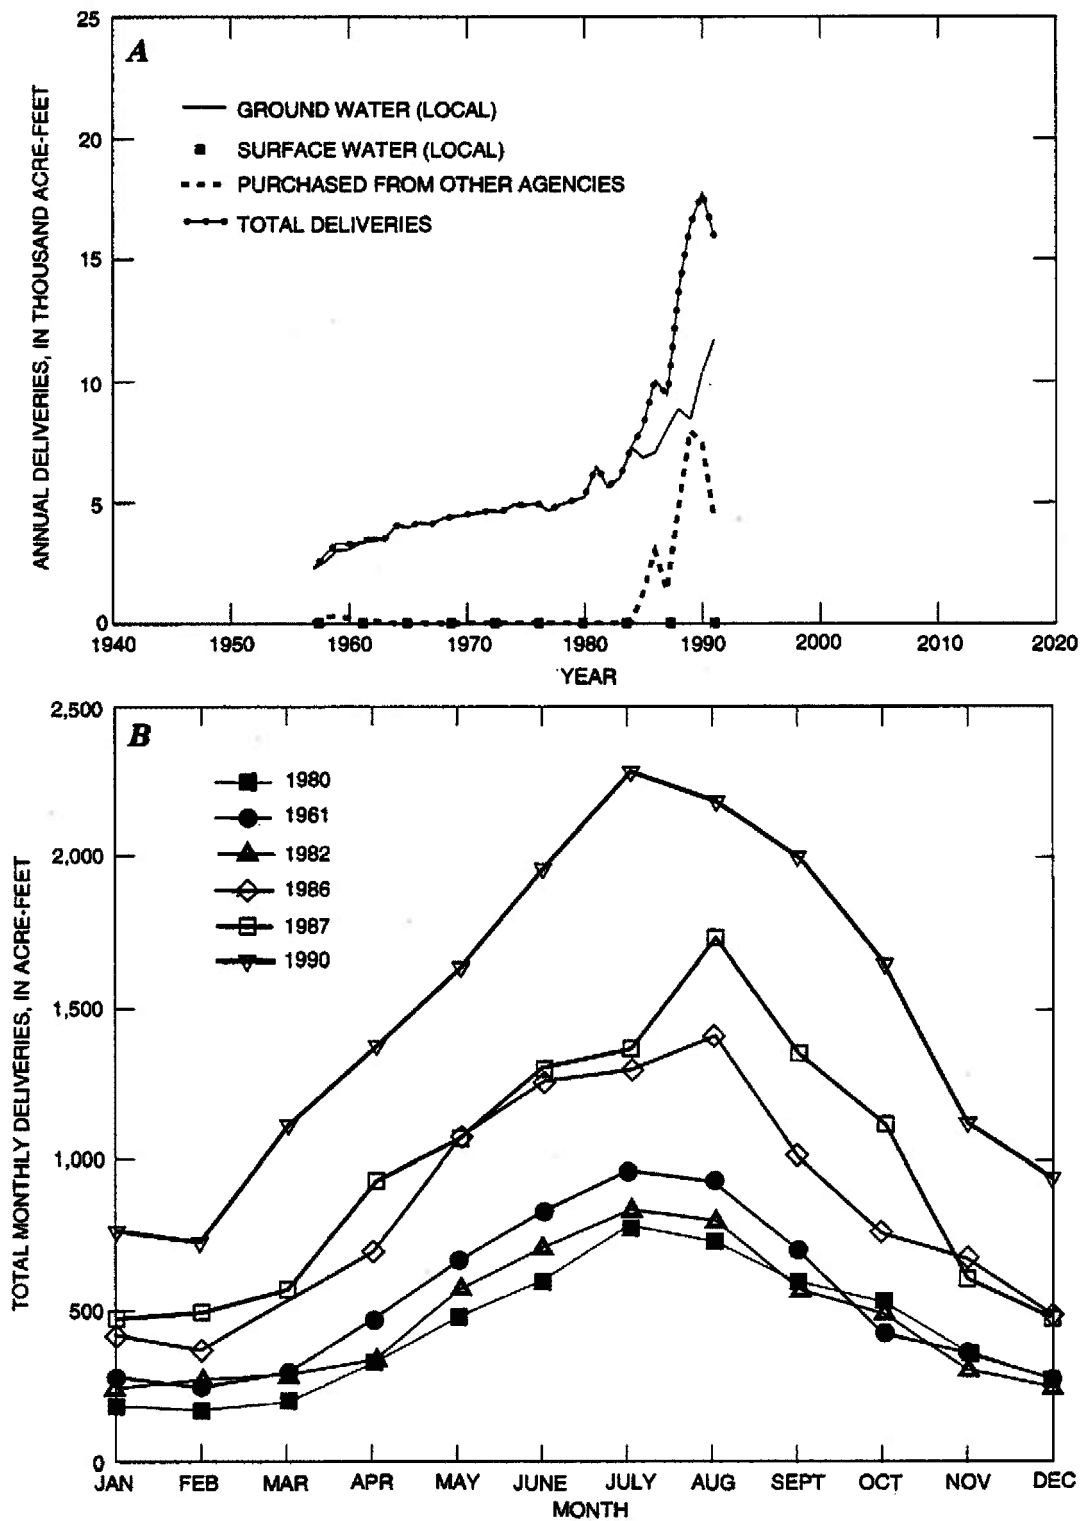 25
20
15
10
5
0
ANNUAL DELIVERIES, IN THOUSAND ACRE-FEET
A
GROUND WATER (LOCAL)
SURFACE WATER (LOCAL)
PURCHASED FROM OTHER AGENCIES
TOTAL DELIVERIES
1940 1950 1960 1970 1980 1990 2000 2010 2020
YEAR
2,500
2,000
1,500
1,000
500
0
TOTAL MONTHLY DELIVERIES, IN ACRE-FEET
B
1980
1961
1982
1986
1987
1990
JAN FEB MAR APR MAY JUNE JULY AUG SEPT OCT NOV DEC
MONTH